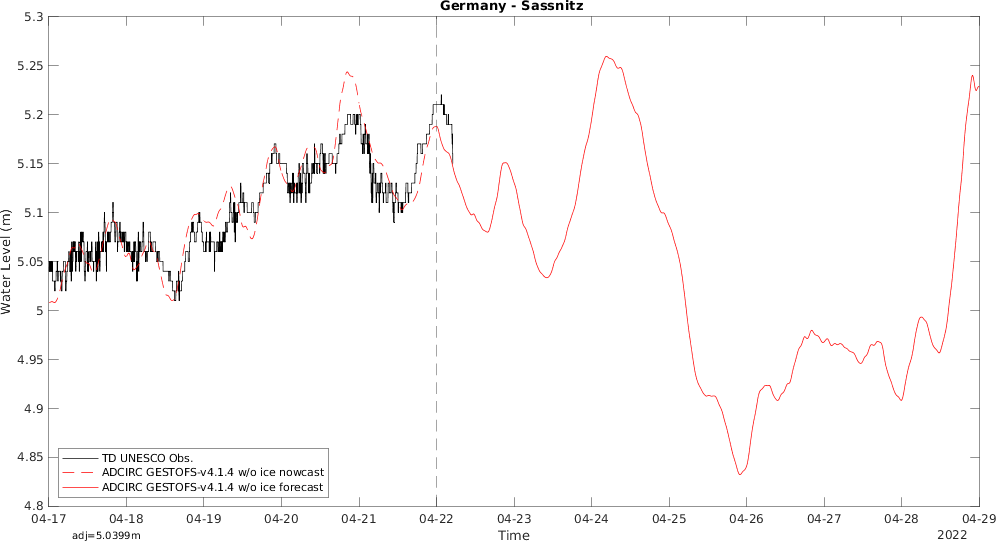 Germany - Sassnitz
5.3
5.25
5.2
5.15
5.1
5.05
5
4.95
4.9
4.85
4.8
Water Level (m)
TD UNESCO Obs.
ADCIRC GESTOFS-v4.1.4 w/o ice nowcast
ADCIRC GESTOFS-v4.1.4 w/o ice forecast
04-17 04-18 04-19 04-20 04-21 04-22 04-23 04-24 04-25 04-26 04-27 04-28 04-29
adj=5.0399m Time 2022